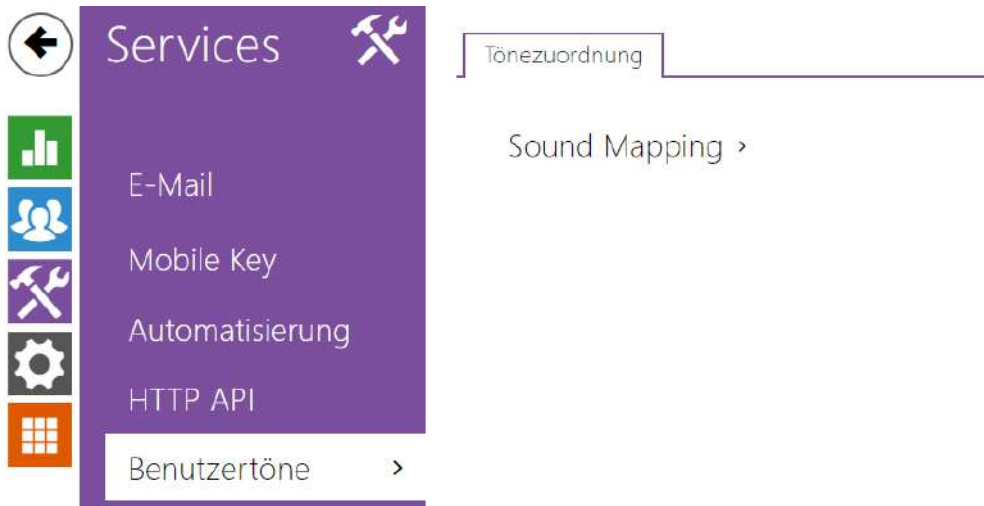 Services
E-Mail
Mobile Key
Automatisierung
HTTP API
Benutzertöne >
Tönezuordnung
Sound Mapping >